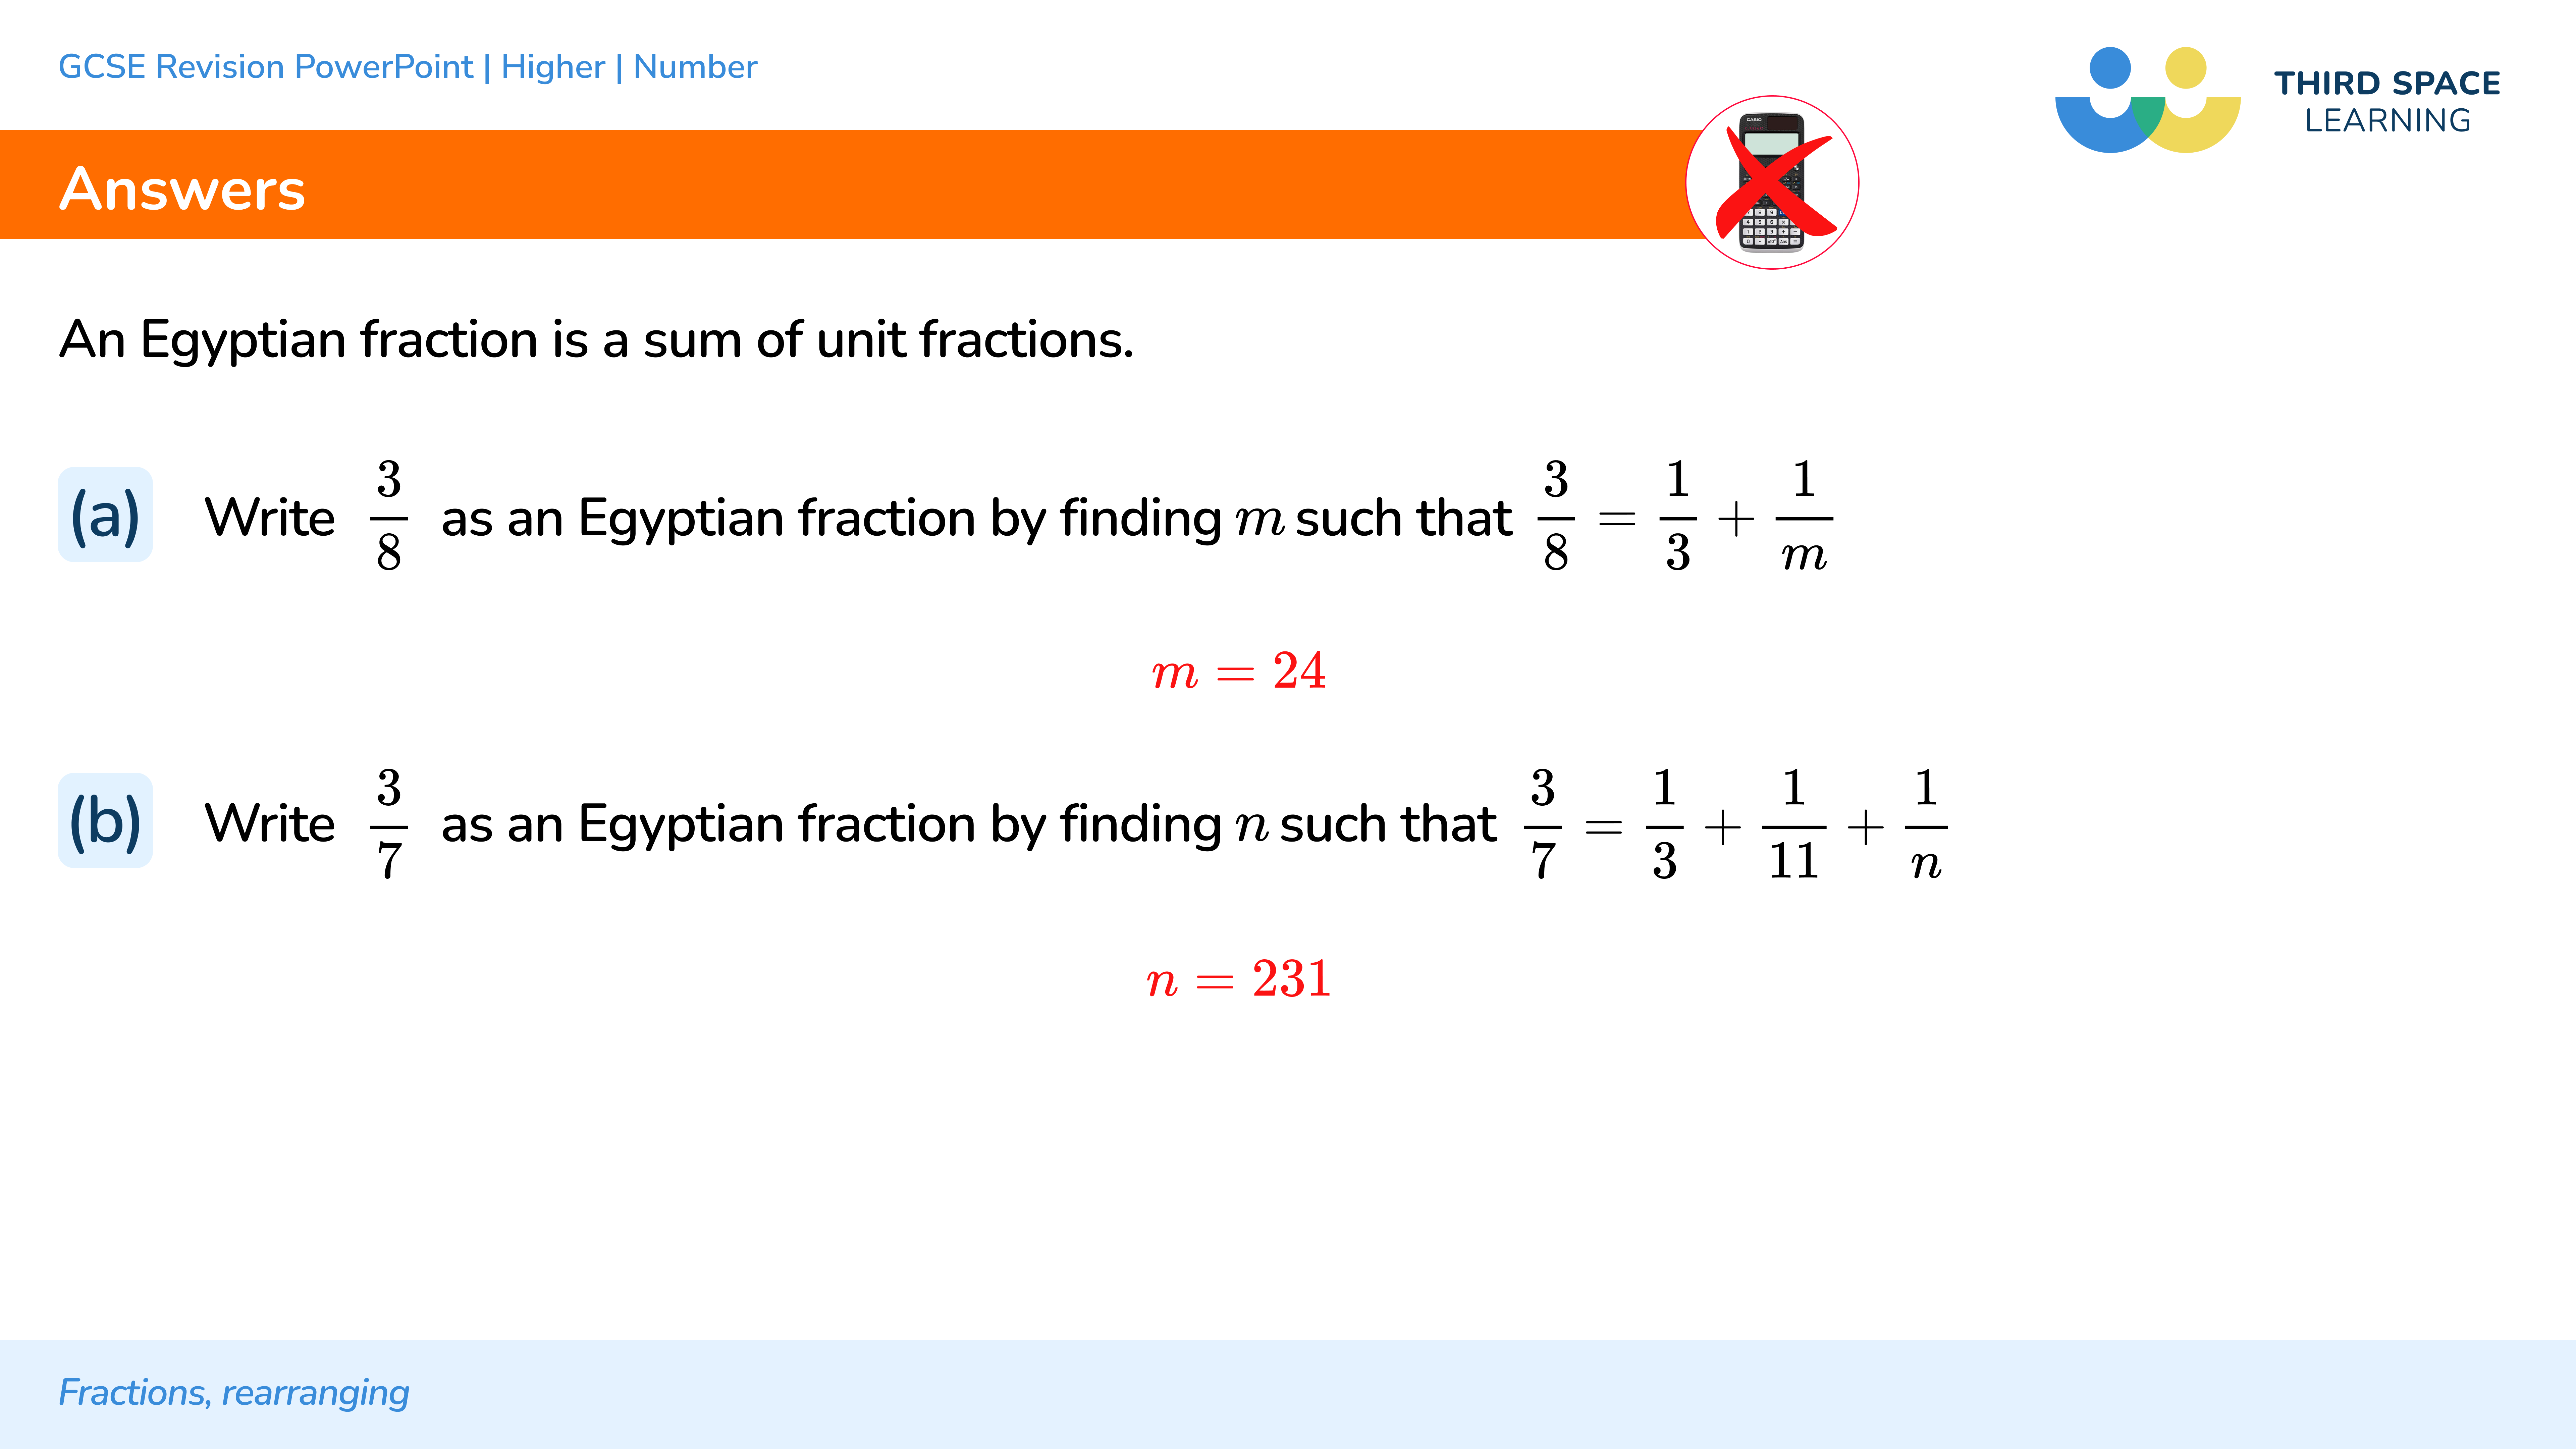 GCSE Revision PowerPoint | Higher | Number
THIRD SPACE
LEARNING
Answers
An Egyptian fraction is a sum of unit fractions.
(a) Write 3/8 as an Egyptian fraction by finding m such that 3/8 = 1/3 + 1/m
m = 24
(b) Write 3/7 as an Egyptian fraction by finding n such that 3/7 = 1/3 + 1/11 + 1/n
n = 231
Fractions, rearranging